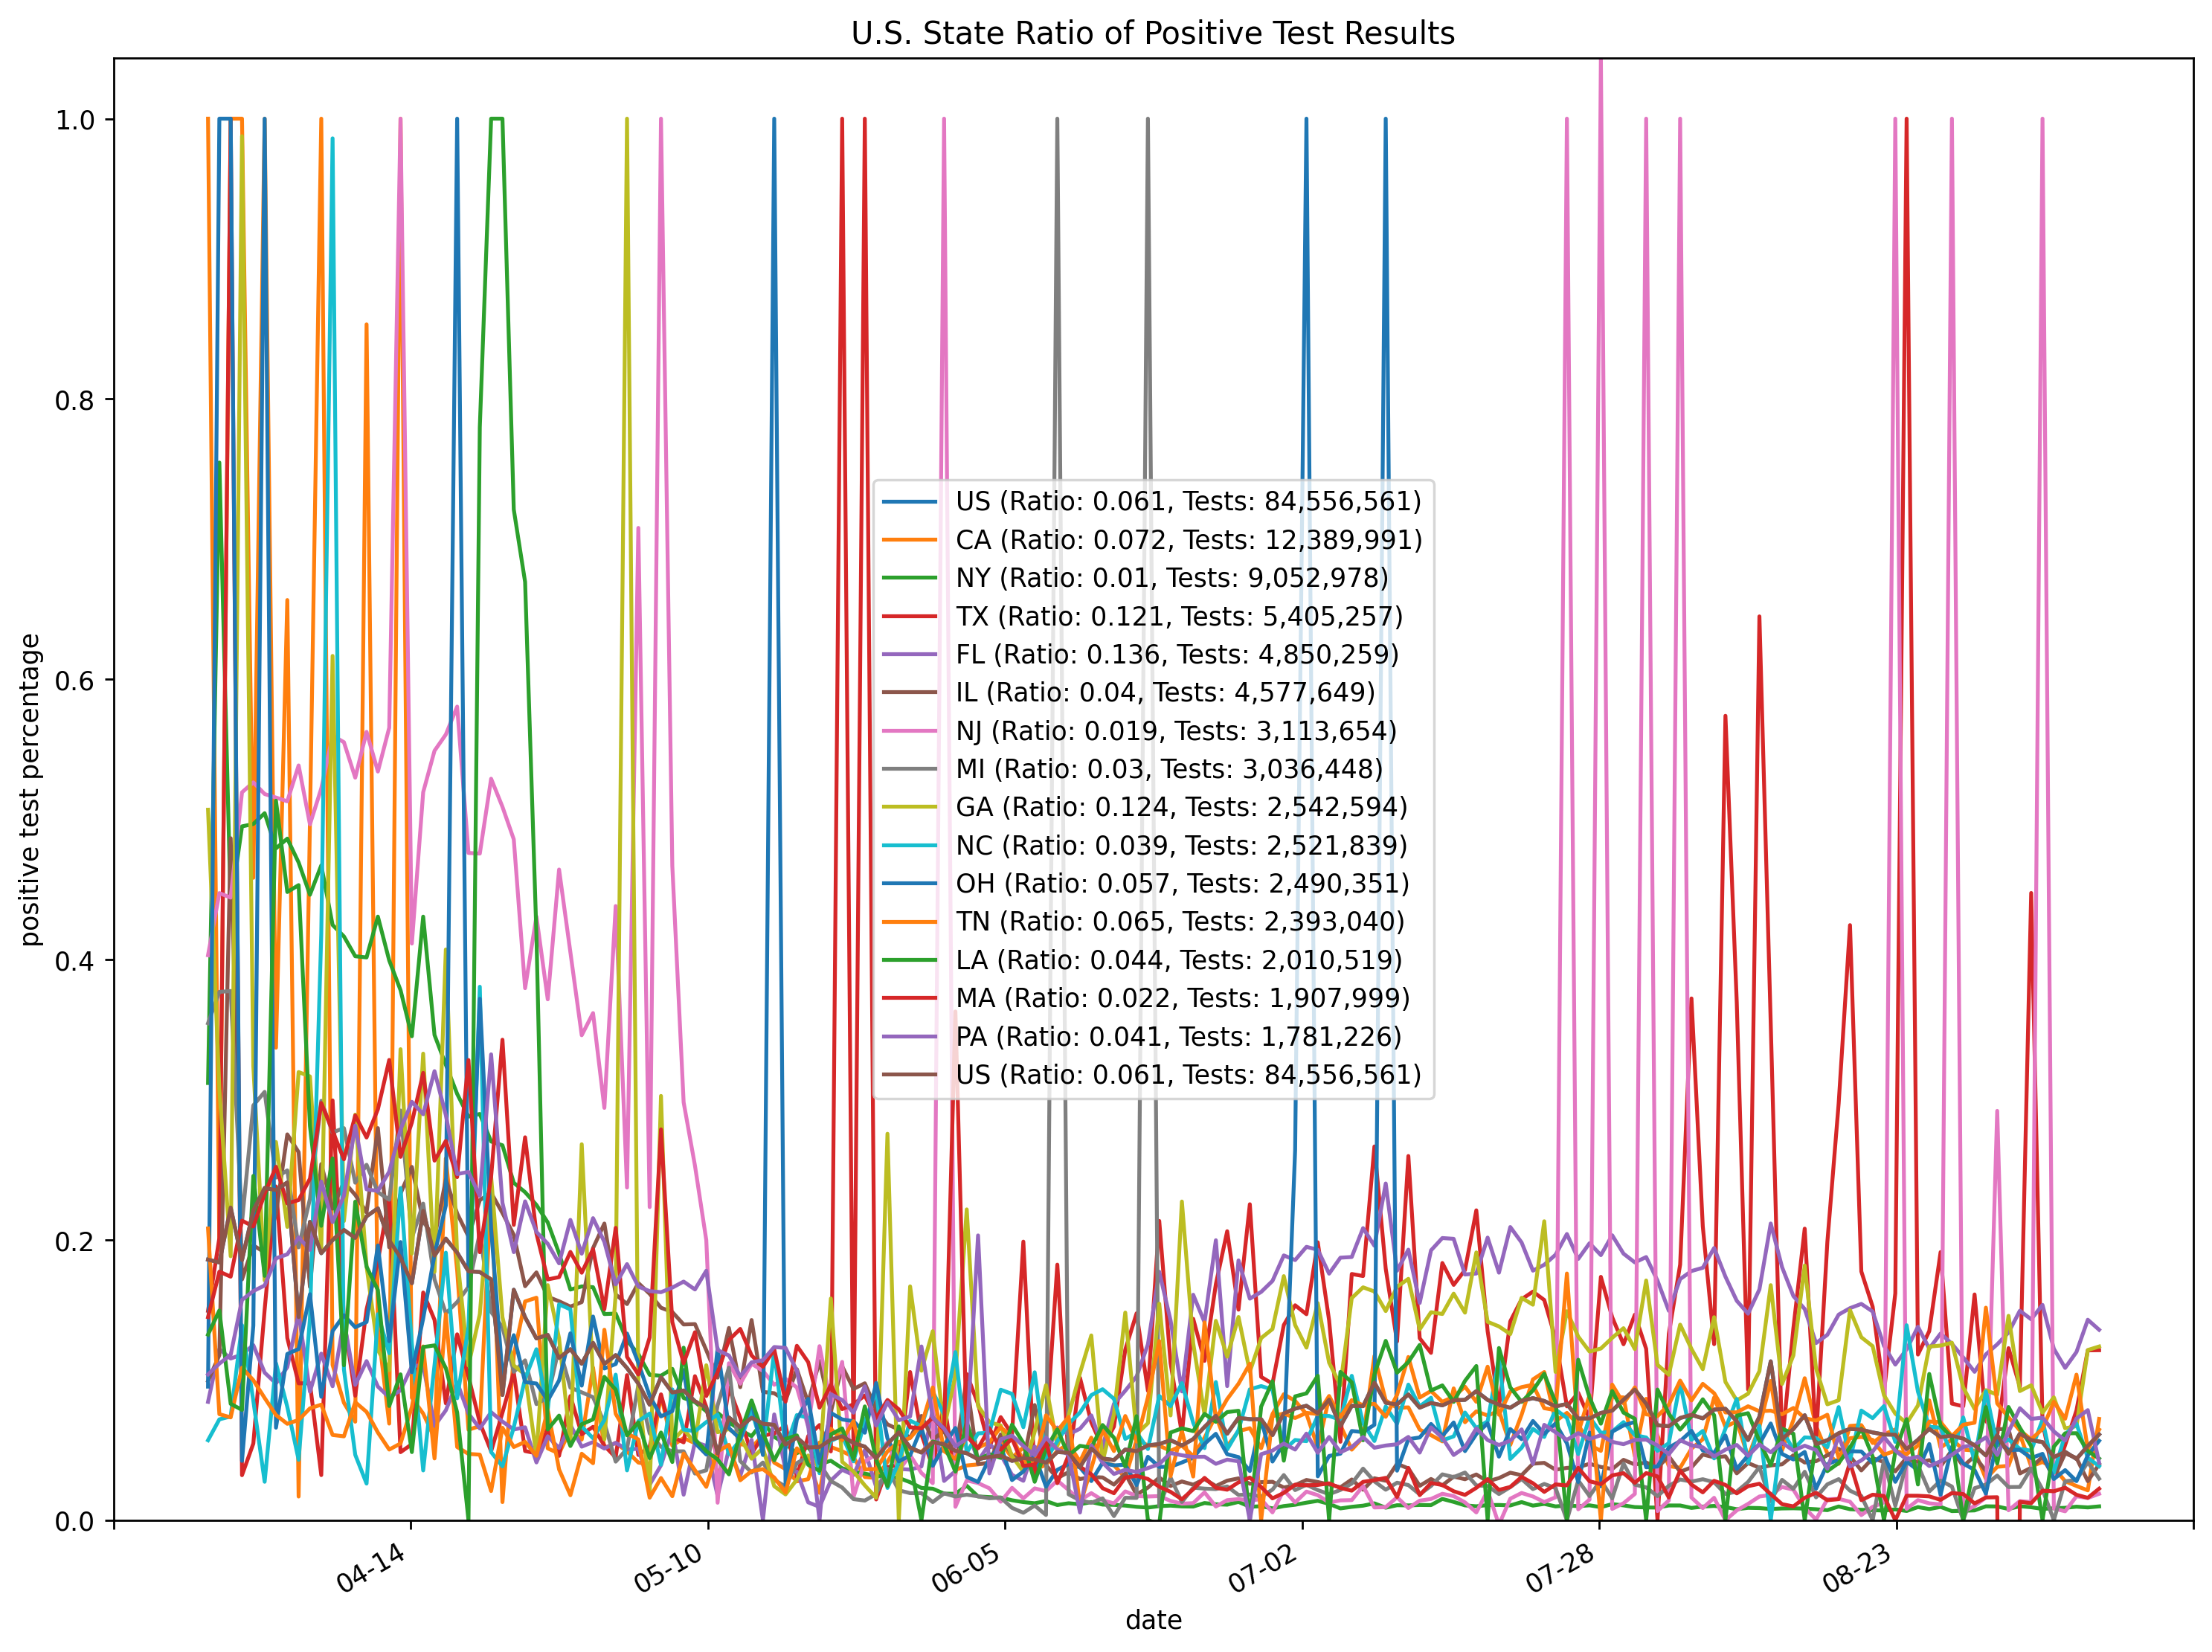 U.S. State Ratio of Positive Test Results
1.0
0.8
0.6
0.4
0.2
0.0
positive test percentage
US (Ratio: 0.061, Tests: 84,556,561)
CA (Ratio: 0.072, Tests: 12,389,991)
NY (Ratio: 0.01, Tests: 9,052,978)
TX (Ratio: 0.121, Tests: 5,405,257)
FL (Ratio: 0.136, Tests: 4,850,259)
IL (Ratio: 0.04, Tests: 4,577,649)
NJ (Ratio: 0.019, Tests: 3,113,654)
MI (Ratio: 0.03, Tests: 3,036,448)
GA (Ratio: 0.124, Tests: 2,542,594)
NC (Ratio: 0.039, Tests: 2,521,839)
OH (Ratio: 0.057, Tests: 2,490,351)
TN (Ratio: 0.065, Tests: 2,393,040)
LA (Ratio: 0.044, Tests: 2,010,519)
MA (Ratio: 0.022, Tests: 1,907,999)
PA (Ratio: 0.041, Tests: 1,781,226)
US (Ratio: 0.061, Tests: 84,556,561)
04-14
05-10
06-05
07-02
07-28
08-23
date